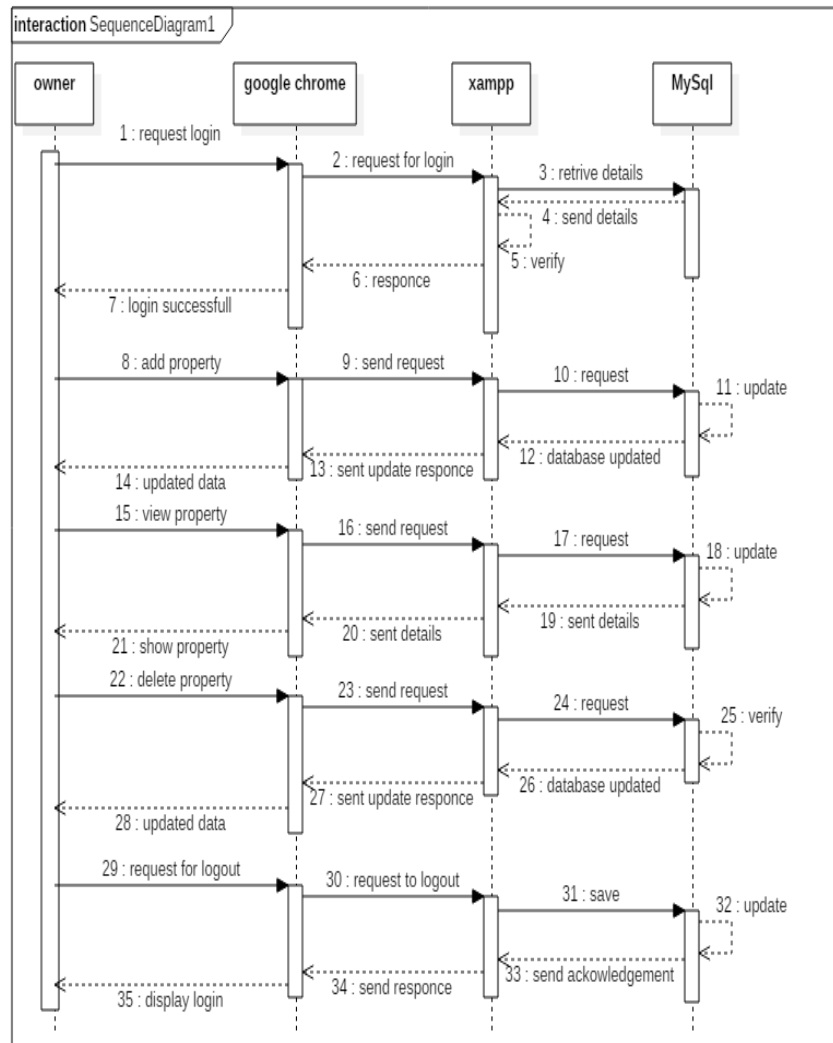 interaction SequenceDiagram1
owner
google chrome
xampp
MySql
1 : request login
2 : request for login
3 : retrive details
4 : send details
5 : verify
6 : responce
7 : login successfull
8 : add property
9 : send request
10 : request
11 : update
12 : database updated
13 : sent update responce
14 : updated data
15 : view property
16 : send request
17 : request
18 : update
19 : sent details
20 : sent details
21 : show property
22 : delete property
23 : send request
24 : request
25 : verify
26 : database updated
27 : sent update responce
28 : updated data
29 : request for logout
30 : request to logout
31 : save
32 : update
33 : send ackowledgement
34 : send responce
35 : display login